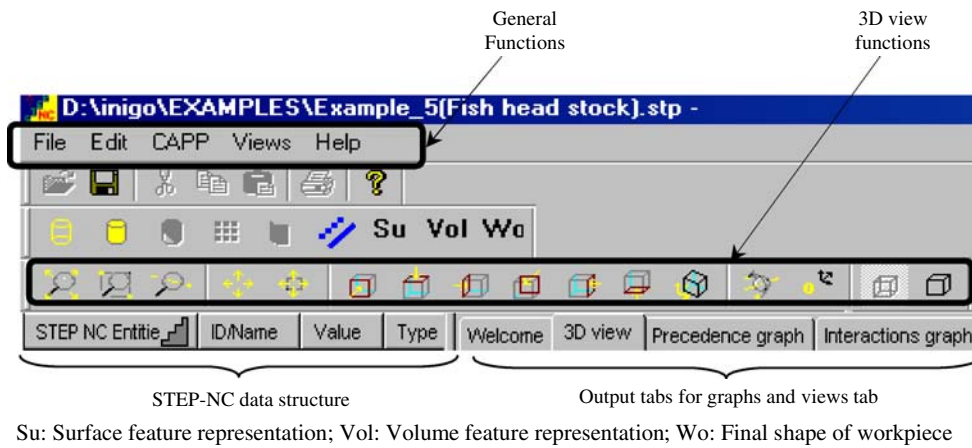 General
Functions
3D view
functions
NC D:\inigo\EXAMPLES\Example_5(Fish head stock).stp -
File Edit CAPP Views Help
Su Vol Wo
STEP NC Entitie ID/Name Value Type Welcome 3D view Precedence graph Interactions graph
STEP-NC data structure
Output tabs for graphs and views tab
Su: Surface feature representation; Vol: Volume feature representation; Wo: Final shape of workpiece